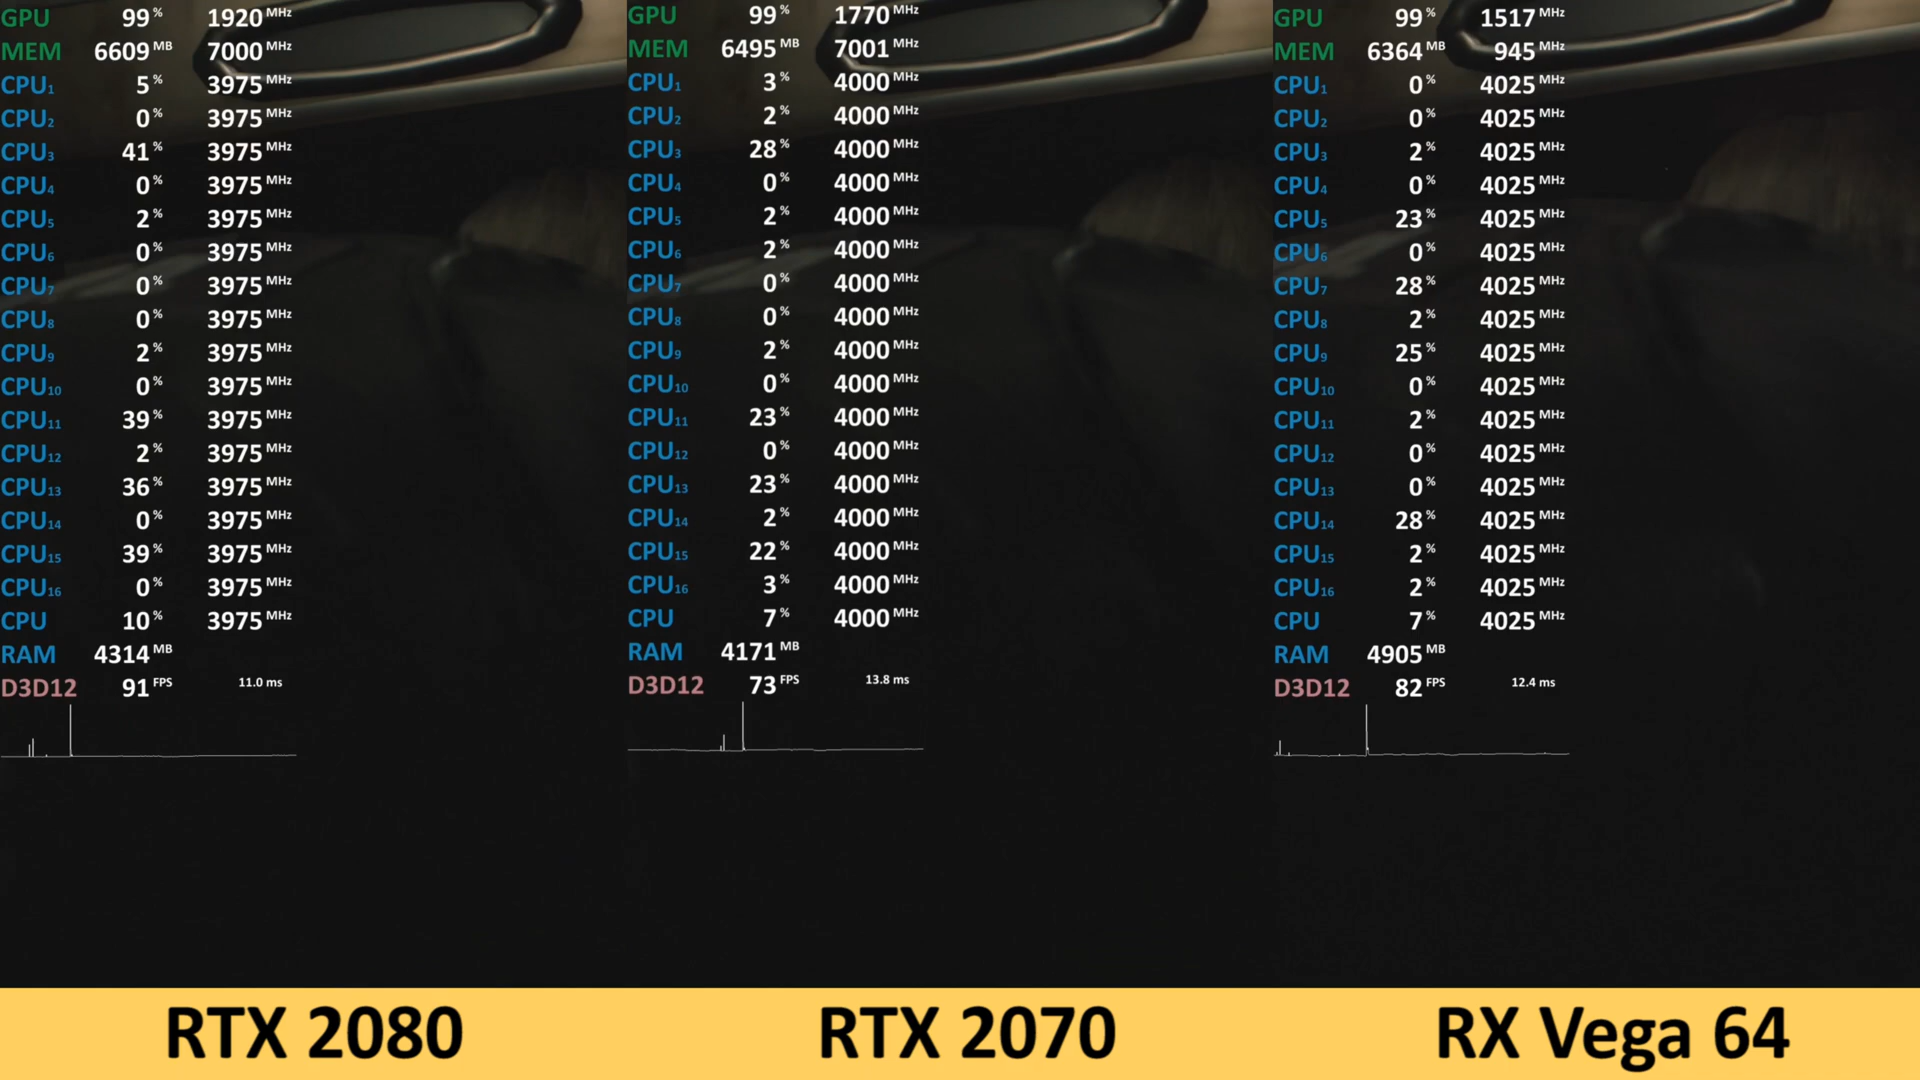 GPU 99 % 1920 MHz
MEM 6609 MB 7000 MHz
CPU1 5 % 3975 MHz
CPU2 0 % 3975 MHz
CPU3 41 % 3975 MHz
CPU4 0 % 3975 MHz
CPU5 2 % 3975 MHz
CPU6 0 % 3975 MHz
CPU7 0 % 3975 MHz
CPU8 0 % 3975 MHz
CPU9 2 % 3975 MHz
CPU10 0 % 3975 MHz
CPU11 39 % 3975 MHz
CPU12 2 % 3975 MHz
CPU13 36 % 3975 MHz
CPU14 0 % 3975 MHz
CPU15 39 % 3975 MHz
CPU16 0 % 3975 MHz
CPU 10 % 3975 MHz
RAM 4314 MB
D3D12 91 FPS 11.0 ms
RTX 2080
GPU 99 % 1770 MHz
MEM 6495 MB 7001 MHz
CPU1 3 % 4000 MHz
CPU2 2 % 4000 MHz
CPU3 28 % 4000 MHz
CPU4 0 % 4000 MHz
CPU5 2 % 4000 MHz
CPU6 2 % 4000 MHz
CPU7 0 % 4000 MHz
CPU8 0 % 4000 MHz
CPU9 2 % 4000 MHz
CPU10 0 % 4000 MHz
CPU11 23 % 4000 MHz
CPU12 0 % 4000 MHz
CPU13 23 % 4000 MHz
CPU14 2 % 4000 MHz
CPU15 22 % 4000 MHz
CPU16 3 % 4000 MHz
CPU 7 % 4000 MHz
RAM 4171 MB
D3D12 73 FPS 13.8 ms
RTX 2070
GPU 99 % 1517 MHz
MEM 6364 MB 945 MHz
CPU1 0 % 4025 MHz
CPU2 0 % 4025 MHz
CPU3 2 % 4025 MHz
CPU4 0 % 4025 MHz
CPU5 23 % 4025 MHz
CPU6 0 % 4025 MHz
CPU7 28 % 4025 MHz
CPU8 2 % 4025 MHz
CPU9 25 % 4025 MHz
CPU10 0 % 4025 MHz
CPU11 2 % 4025 MHz
CPU12 0 % 4025 MHz
CPU13 0 % 4025 MHz
CPU14 28 % 4025 MHz
CPU15 2 % 4025 MHz
CPU16 2 % 4025 MHz
CPU 7 % 4025 MHz
RAM 4905 MB
D3D12 82 FPS 12.4 ms
RX Vega 64